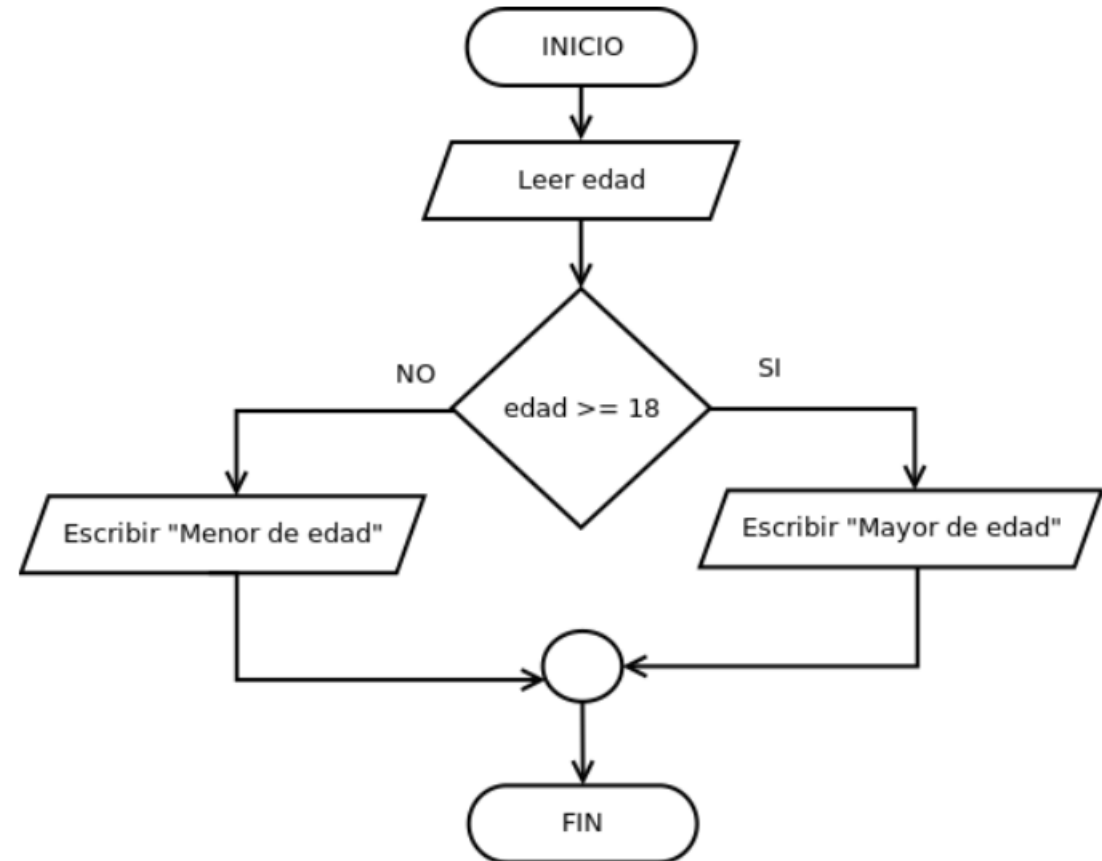 INICIO
Leer edad
NO
SI
edad >= 18
Escribir "Menor de edad"
Escribir "Mayor de edad"
FIN